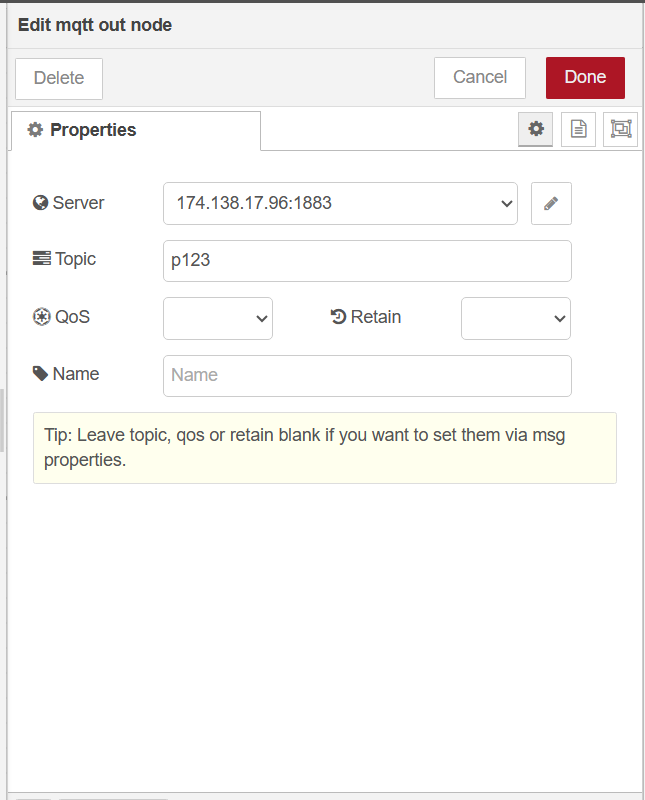 Edit mqtt out node
Delete
Cancel
Done
Properties
Server
174.138.17.96:1883
Topic
p123
QoS
Retain
Name
Name
Tip: Leave topic, qos or retain blank if you want to set them via msg
properties.